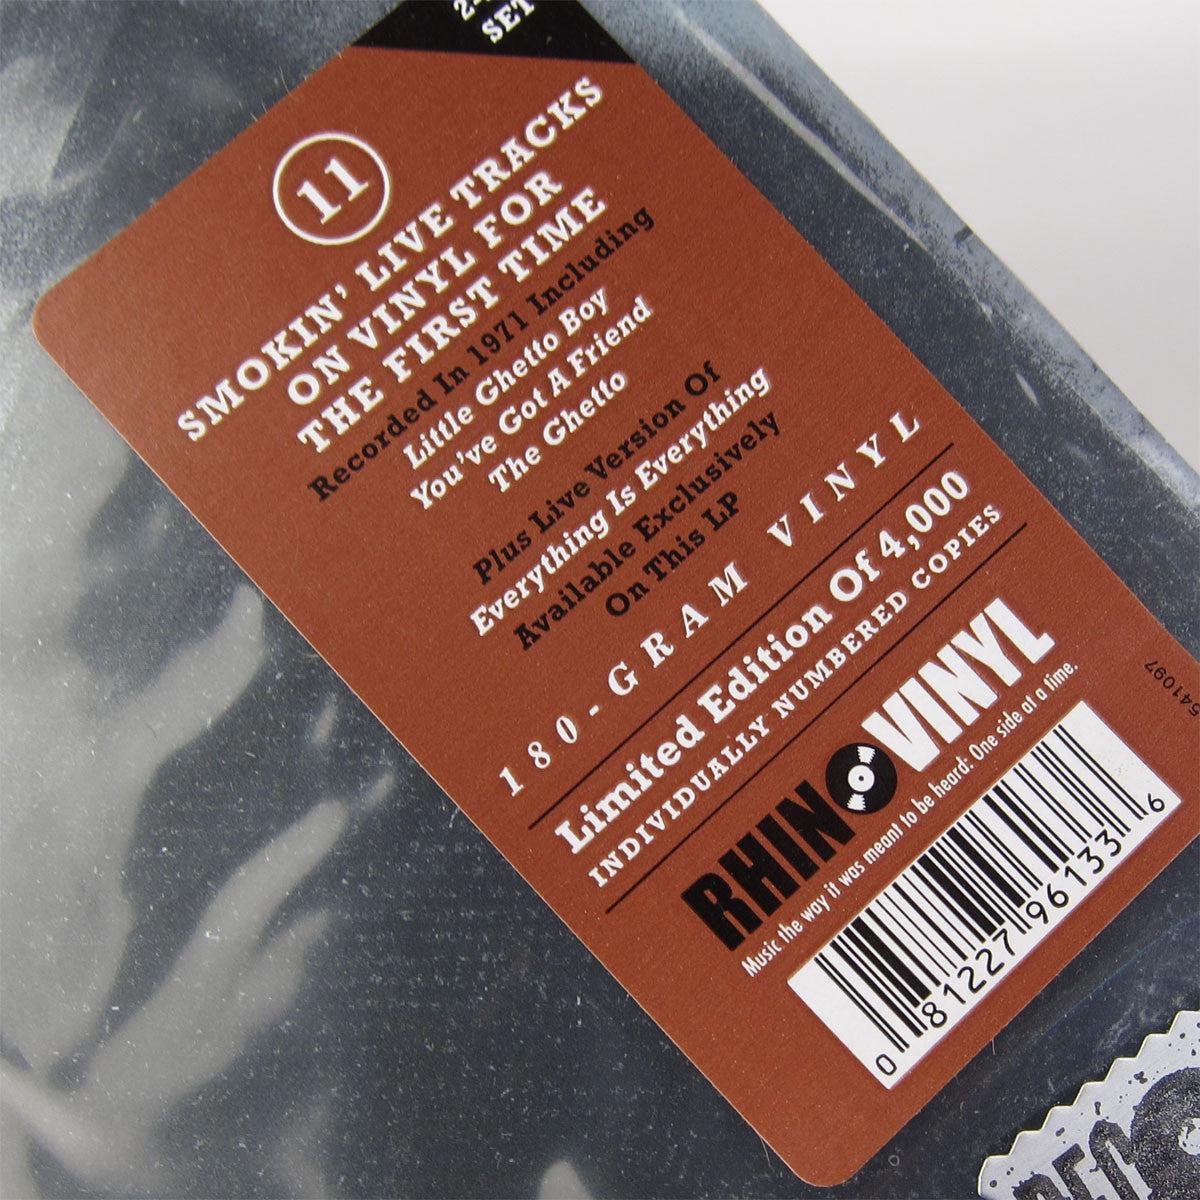 SET
11
SMOKIN' LIVE TRACKS
ON VINYL FOR
THE FIRST TIME
Recorded In 1971 Including
Little Ghetto Boy
You've Got A Friend
The Ghetto
Plus Live Version Of
Everything Is Everything
Available Exclusively
On This LP
180-GRAM VINYL
Limited Edition Of 4,000
INDIVIDUALLY NUMBERED COPIES
RHINO VINYL
Music the way it was meant to be heard: One side at a time.
541097
0 81227 96133 6